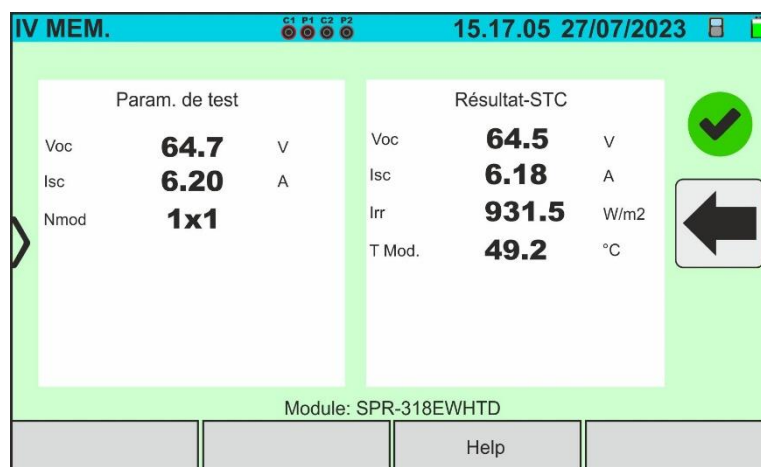 IV MEM.
C1 P1 C2 P2
15.17.05 27/07/2023
Param. de test
Voc 64.7 V
Isc 6.20 A
Nmod 1x1
Résultat-STC
Voc 64.5 V
Isc 6.18 A
Irr 931.5 W/m2
T Mod. 49.2 °C
Module: SPR-318EWHTD
Help